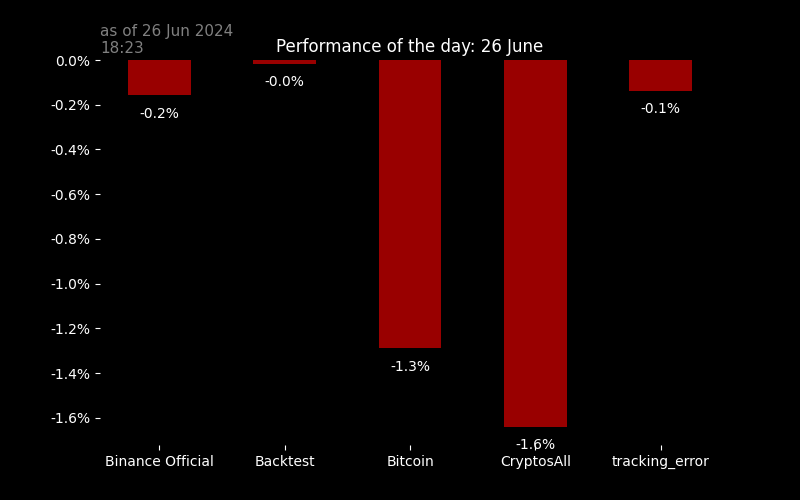 as of 26 Jun 2024
18:23
Performance of the day: 26 June
0.0%
-0.2%
-0.4%
-0.6%
-0.8%
-1.0%
-1.2%
-1.4%
-1.6%
-0.2%
-0.0%
-1.3%
-1.6%
-0.1%
Binance Official
Backtest
Bitcoin
CryptosAll
tracking_error